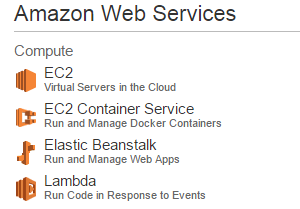 Amazon Web Services
Compute
EC2
Virtual Servers in the Cloud
EC2 Container Service
Run and Manage Docker Containers
Elastic Beanstalk
Run and Manage Web Apps
Lambda
Run Code in Response to Events